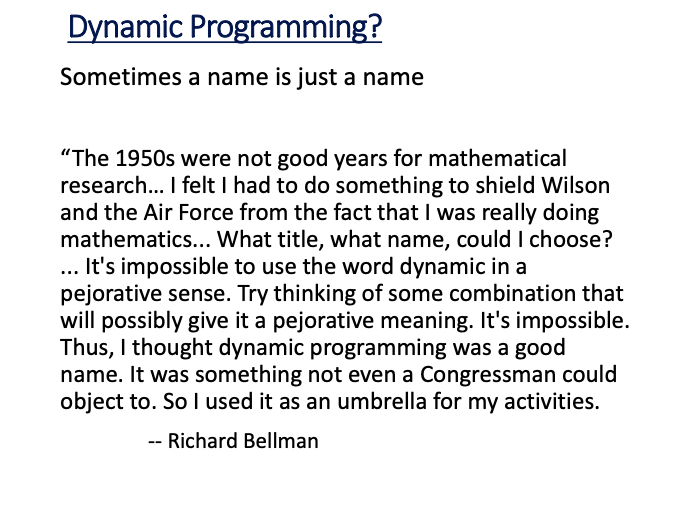 Dynamic Programming?
Sometimes a name is just a name
“The 1950s were not good years for mathematical
research... I felt I had to do something to shield Wilson
and the Air Force from the fact that I was really doing
mathematics... What title, what name, could I choose?
... It's impossible to use the word dynamic in a
pejorative sense. Try thinking of some combination that
will possibly give it a pejorative meaning. It's impossible.
Thus, I thought dynamic programming was a good
name. It was something not even a Congressman could
object to. So I used it as an umbrella for my activities.
-- Richard Bellman